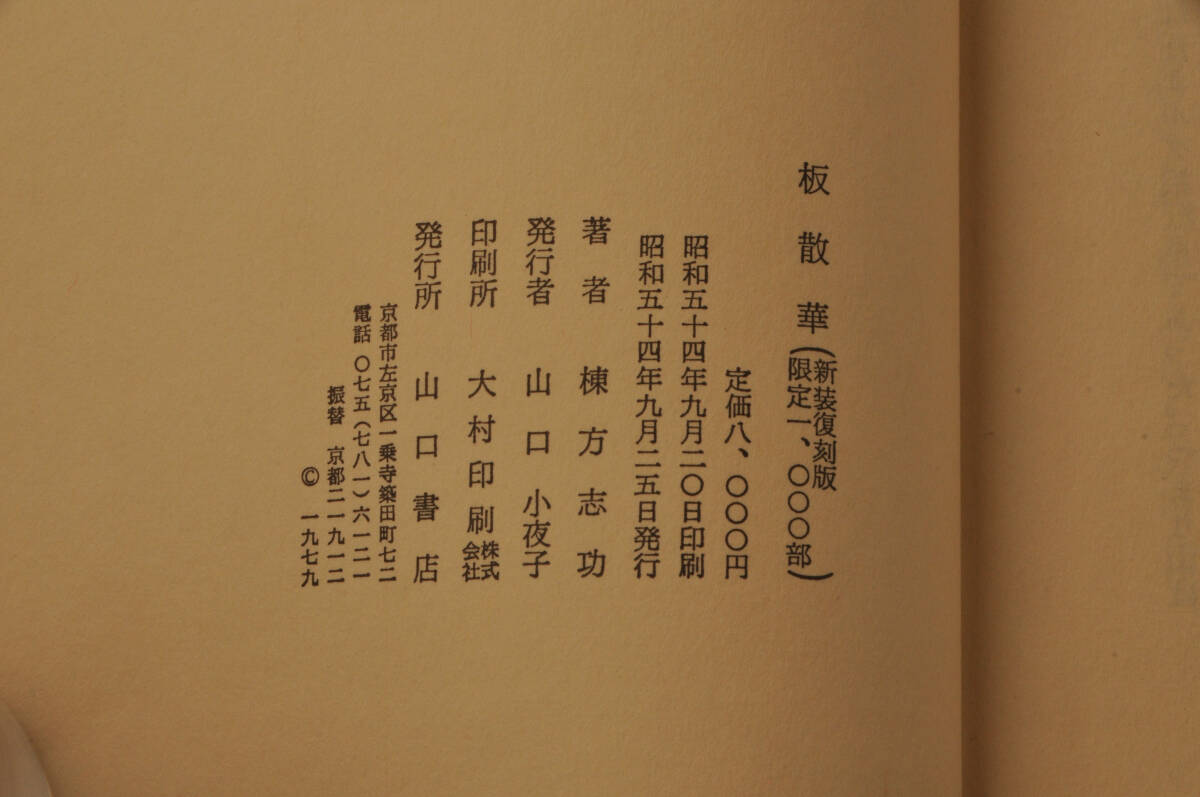 板散華(新装復刻版
限定一、〇〇〇部)
定価八、〇〇〇円
昭和五十四年九月二〇日印刷
昭和五十四年九月二五日発行
著者 棟方志功
発行者 山口小夜子
印刷所 大村印刷株式会社
発行所 山口書店
京都市左京区一乗寺築田町七二
電話 〇七五(七八一)六一二一
振替 京都二一九一二
© 一九七九